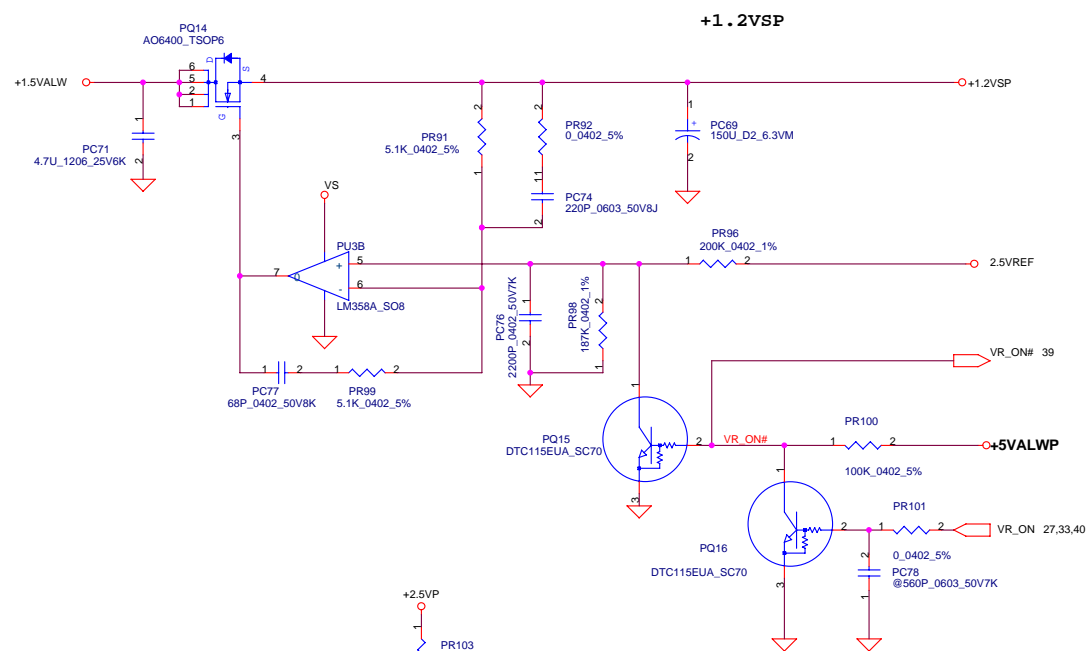 +1.2VSP
PQ14
AO6400_TSOP6
D
S
G
6
5
2
1
4
3
+1.5VALW
+1.2VSP
1
PC71
4.7U_1206_25V6K
2
2
PR91
5.1K_0402_5%
1
2
PR92
0_0402_5%
1
1
PC74
220P_0603_50V8J
2
1
+
PC69
150U_D2_6.3VM
2
VS
PU3B
7
0
+
5
-
6
LM358A_SO8
PR96
1
2
200K_0402_1%
2.5VREF
1
PC76
2200P_0402_50V7K
2
2
PR98
187K_0402_1%
1
1
2
PC77
68P_0402_50V8K
1
2
PR99
5.1K_0402_5%
VR_ON# 39
1
PQ15
DTC115EUA_SC70
2
3
VR_ON#
PR100
1
2
100K_0402_5%
+5VALWP
1
PQ16
DTC115EUA_SC70
2
3
PR101
1
2
0_0402_5%
VR_ON 27,33,40
2
PC78
@560P_0603_50V7K
1
+2.5VP
1
PR103